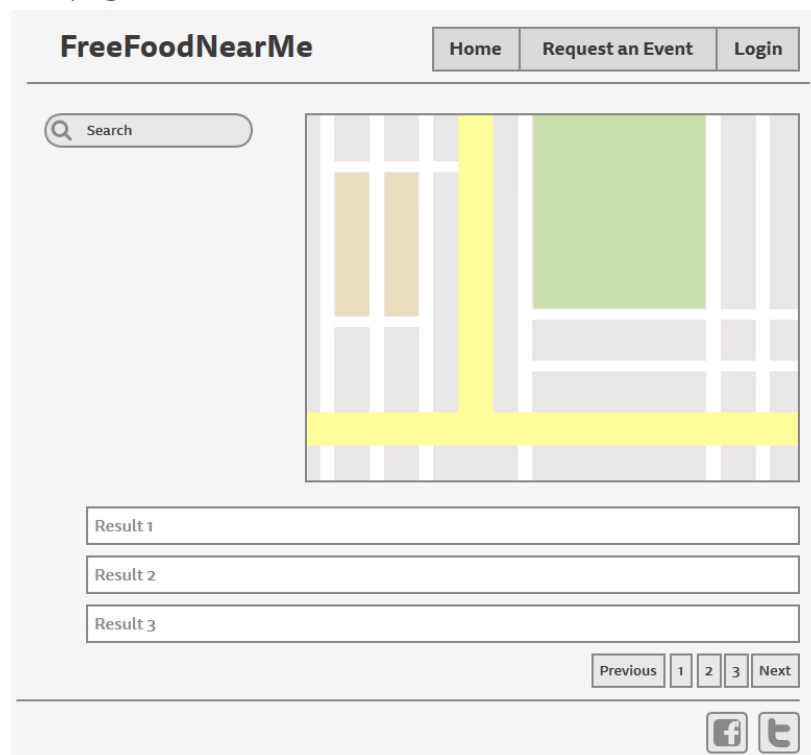 FreeFoodNearMe
Home Request an Event Login
Search
Result 1
Result 2
Result 3
Previous 1 2 3 Next